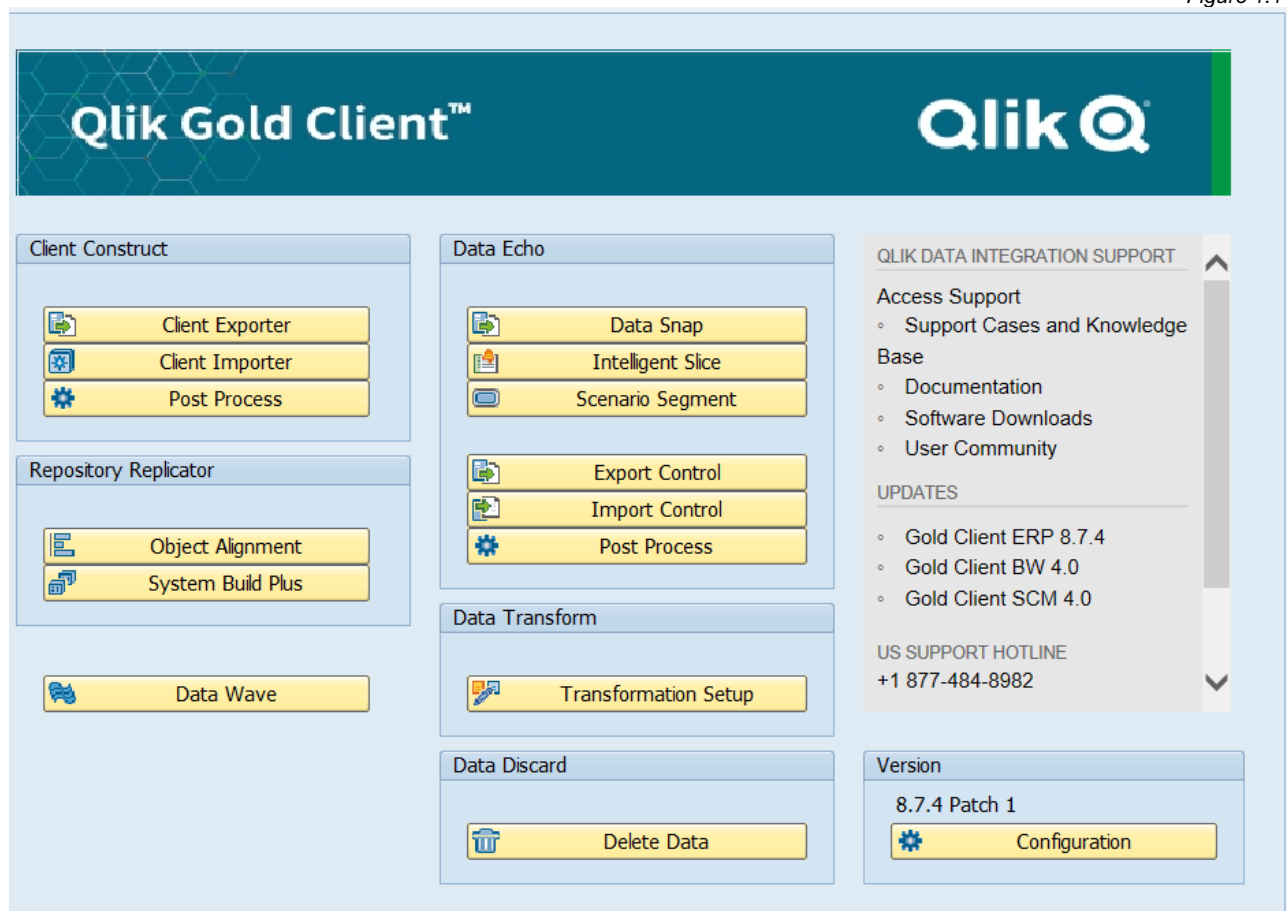 Qlik Gold Client™
Qlik
Client Construct
Client Exporter
Client Importer
Post Process
Repository Replicator
Object Alignment
System Build Plus
Data Wave
Data Echo
Data Snap
Intelligent Slice
Scenario Segment
Export Control
Import Control
Post Process
Data Transform
Transformation Setup
Data Discard
Delete Data
QLIK DATA INTEGRATION SUPPORT
Access Support
◦ Support Cases and Knowledge
Base
◦ Documentation
◦ Software Downloads
◦ User Community
UPDATES
◦ Gold Client ERP 8.7.4
◦ Gold Client BW 4.0
◦ Gold Client SCM 4.0
US SUPPORT HOTLINE
+1 877-484-8982
Version
8.7.4 Patch 1
Configuration